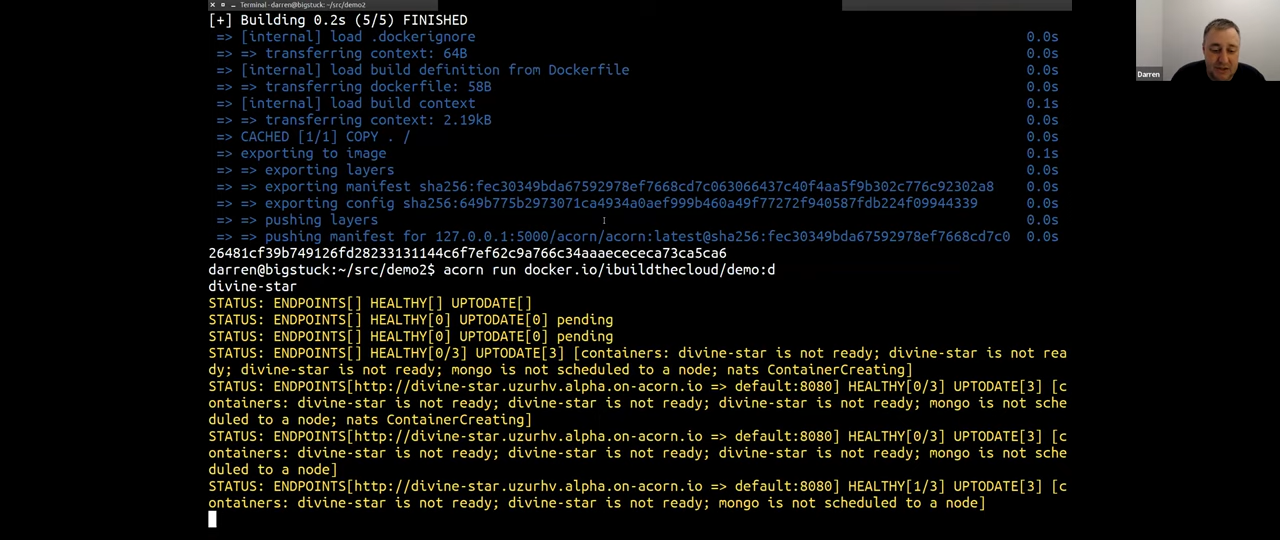 Terminal - darren@bigstuck: ~/src/demo2
[+] Building 0.2s (5/5) FINISHED
=> [internal] load .dockerignore 0.0s
=> => transferring context: 64B 0.0s
=> [internal] load build definition from Dockerfile 0.0s
=> => transferring dockerfile: 58B 0.0s
=> [internal] load build context 0.1s
=> => transferring context: 2.19kB 0.0s
=> CACHED [1/1] COPY . / 0.0s
=> exporting to image 0.1s
=> => exporting layers 0.0s
=> => exporting manifest sha256:fec30349bda67592978ef7668cd7c063066437c40f4aa5f9b302c776c92302a8 0.0s
=> => exporting config sha256:649b775b2973071ca4934a0aef999b460a49f77272f940587fdb224f09944339 0.0s
=> => pushing layers 0.0s
=> => pushing manifest for 127.0.0.1:5000/acorn/acorn:latest@sha256:fec30349bda67592978ef7668cd7c0 0.0s
26481cf39b749126fd28233131144c6f7ef62c9a766c34aaaecececa73ca5ca6
darren@bigstuck:~/src/demo2$ acorn run docker.io/ibuildthecloud/demo:d
divine-star
STATUS: ENDPOINTS[] HEALTHY[] UPTODATE[]
STATUS: ENDPOINTS[] HEALTHY[0] UPTODATE[0] pending
STATUS: ENDPOINTS[] HEALTHY[0] UPTODATE[0] pending
STATUS: ENDPOINTS[] HEALTHY[0/3] UPTODATE[3] [containers: divine-star is not ready; divine-star is not rea
dy; divine-star is not ready; mongo is not scheduled to a node; nats ContainerCreating]
STATUS: ENDPOINTS[http://divine-star.uzurhv.alpha.on-acorn.io => default:8080] HEALTHY[0/3] UPTODATE[3] [c
ontainers: divine-star is not ready; divine-star is not ready; divine-star is not ready; mongo is not sche
duled to a node; nats ContainerCreating]
STATUS: ENDPOINTS[http://divine-star.uzurhv.alpha.on-acorn.io => default:8080] HEALTHY[0/3] UPTODATE[3] [c
ontainers: divine-star is not ready; divine-star is not ready; divine-star is not ready; mongo is not sche
duled to a node]
STATUS: ENDPOINTS[http://divine-star.uzurhv.alpha.on-acorn.io => default:8080] HEALTHY[1/3] UPTODATE[3] [c
ontainers: divine-star is not ready; divine-star is not ready; mongo is not scheduled to a node]
Darren